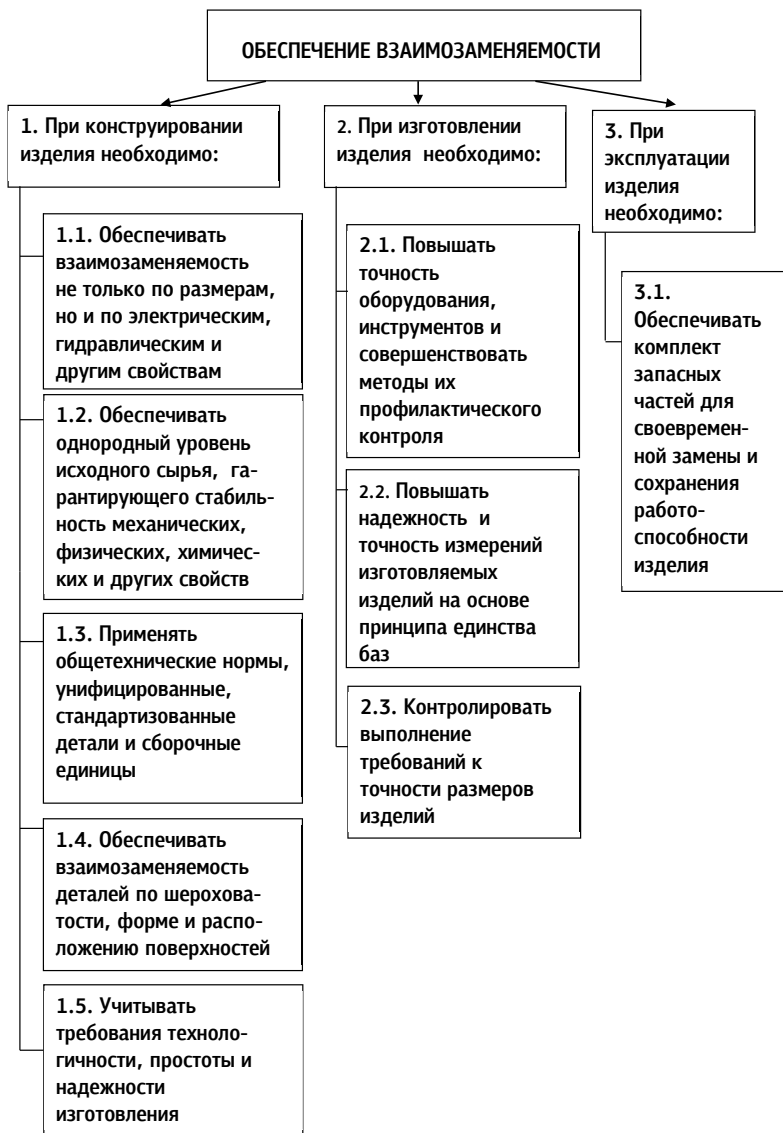 ОБЕСПЕЧЕНИЕ ВЗАИМОЗАМЕНЯЕМОСТИ
1. При конструировании
изделия необходимо:
1.1. Обеспечивать
взаимозаменяемость
не только по размерам,
но и по электрическим,
гидравлическим и
другим свойствам
1.2. Обеспечивать
однородный уровень
исходного сырья, га-
рантирующего стабиль-
ность механических,
физических, химичес-
ких и других свойств
1.3. Применять
общетехнические нормы,
унифицированные,
стандартизованные
детали и сборочные
единицы
1.4. Обеспечивать
взаимозаменяемость
деталей по шерохова-
тости, форме и распо-
ложению поверхностей
1.5. Учитывать
требования техноло-
гичности, простоты и
надежности
изготовления
2. При изготовлении
изделия необходимо:
2.1. Повышать
точность
оборудования,
инструментов и
совершенствовать
методы их
профилактического
контроля
2.2. Повышать
надежность и
точность измерений
изготовляемых
изделий на основе
принципа единства
баз
2.3. Контролировать
выполнение
требований к
точности размеров
изделий
3. При
эксплуатации
изделия
необходимо:
3.1.
Обеспечивать
комплект
запасных
частей для
своевремен-
ной замены и
сохранения
работо-
способности
изделия